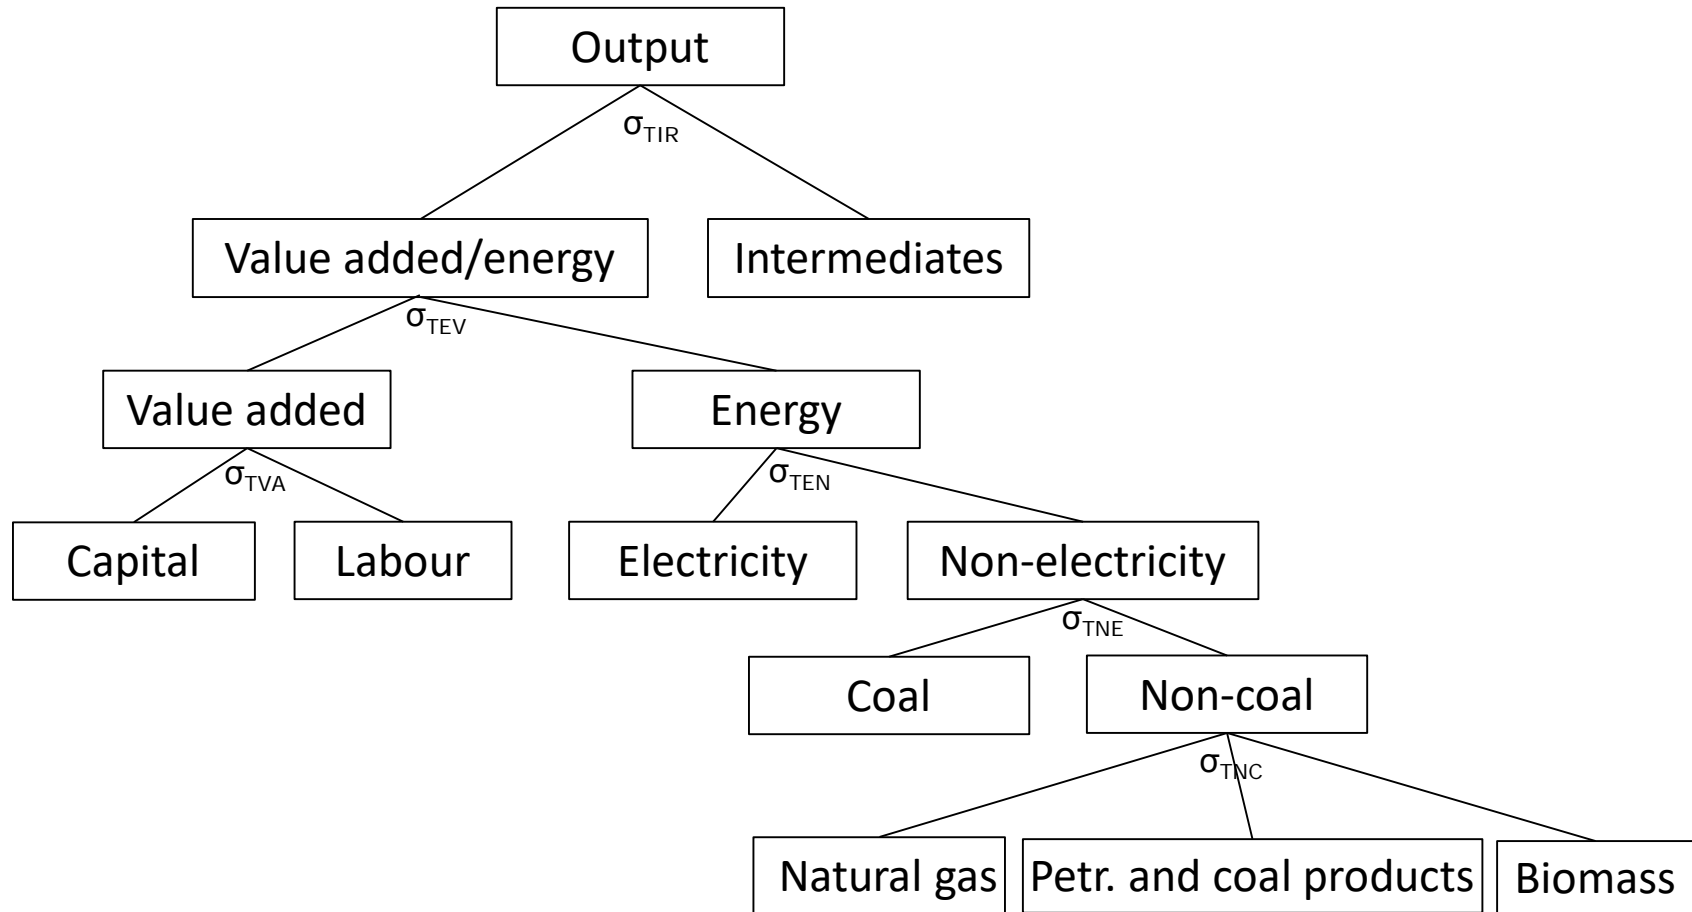 Output
σTIR
Value added/energy
Intermediates
σTEV
Value added
Energy
σTVA
σTEN
Capital
Labour
Electricity
Non-electricity
σTNE
Coal
Non-coal
σTNC
Natural gas
Petr. and coal products
Biomass